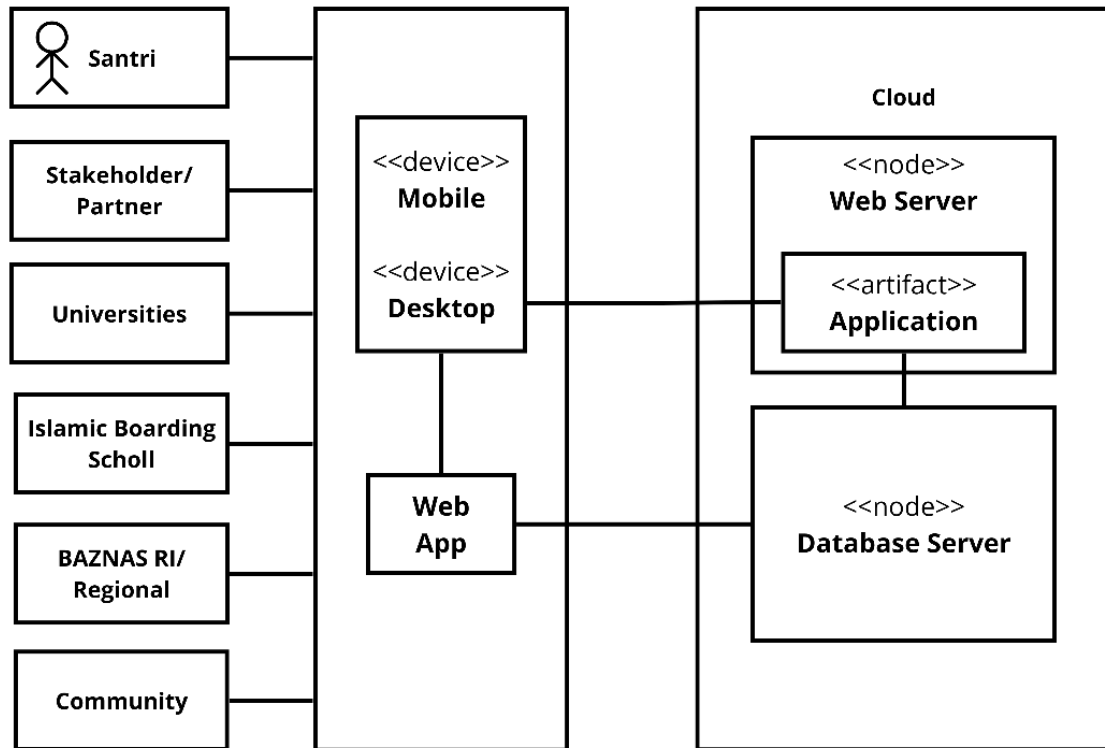 Santri
Stakeholder/
Partner
Universities
Islamic Boarding
Scholl
BAZNAS RI/
Regional
Community
<<device>>
Mobile
<<device>>
Desktop
Web
App
Cloud
<<node>>
Web Server
<<artifact>>
Application
<<node>>
Database Server